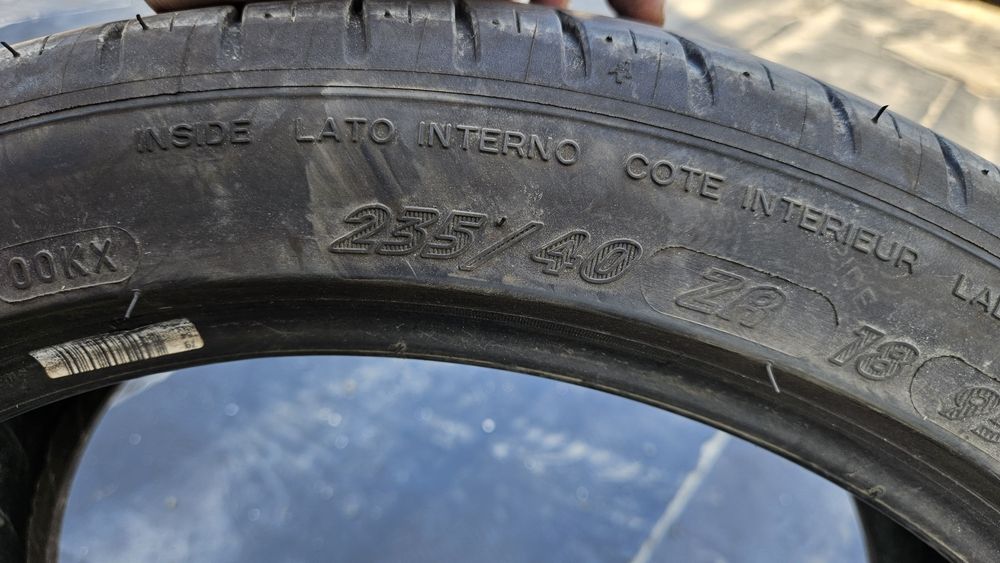 INSIDE LATO INTERNO COTE INTERIEUR
235/40 ZR 18
00KX